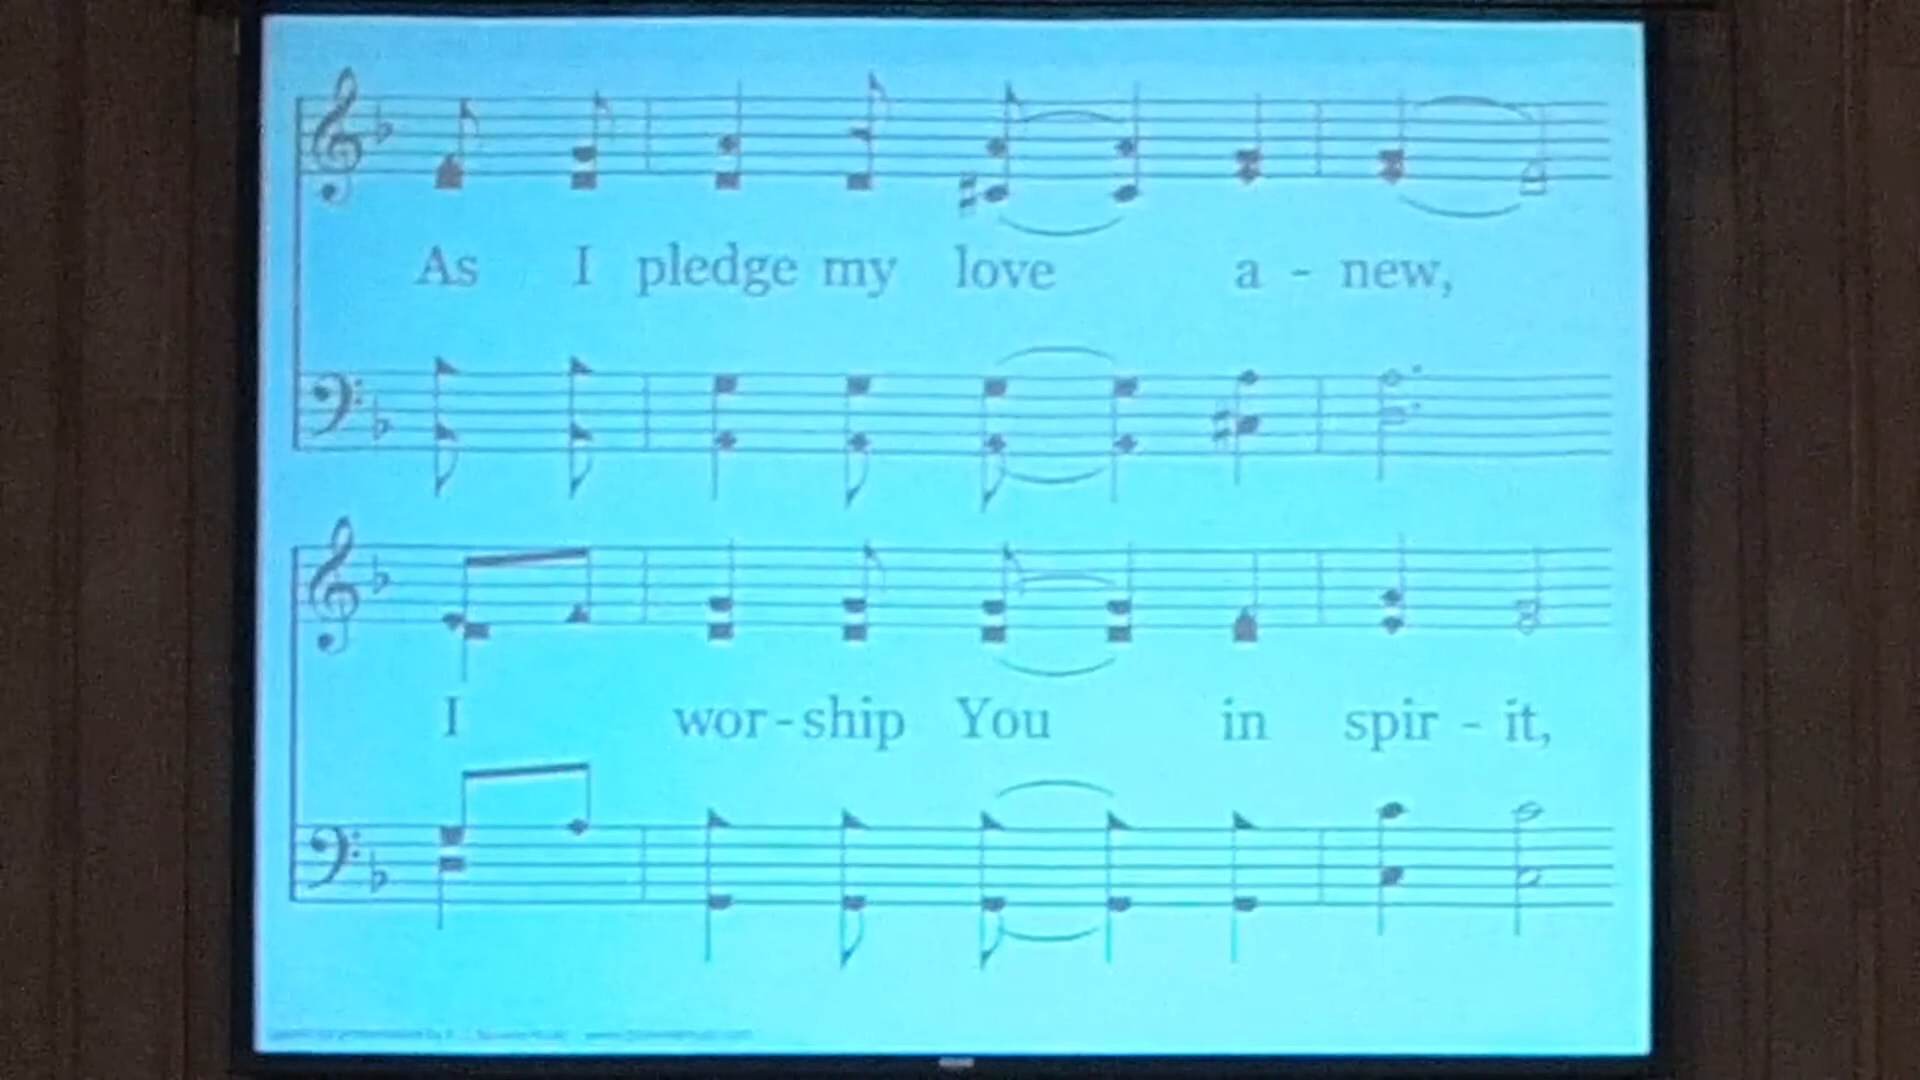 As I pledge my love a - new,
I wor - ship You in spir - it,